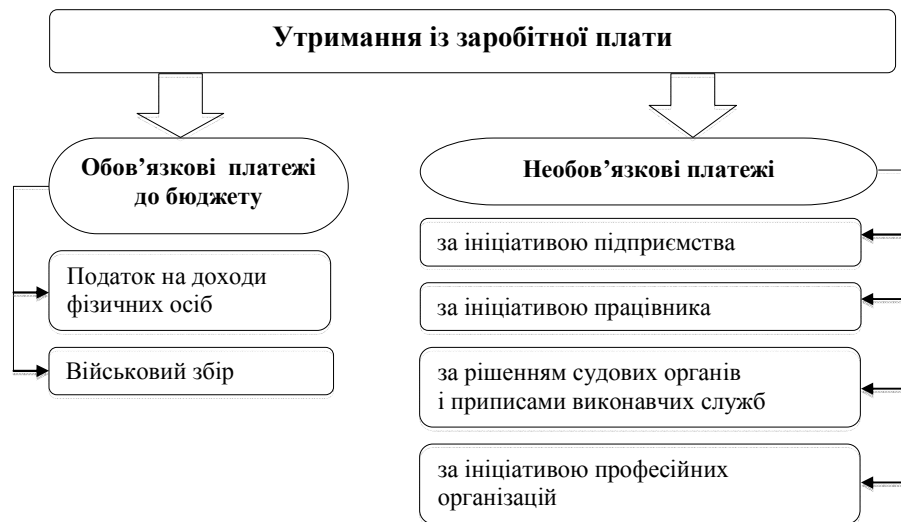 Утримання із заробітної плати
Обов’язкові платежі
до бюджету
Податок на доходи
фізичних осіб
Військовий збір
Необов’язкові платежі
за ініціативою підприємства
за ініціативою працівника
за рішенням судових органів
і приписами виконавчих служб
за ініціативою професійних
організацій